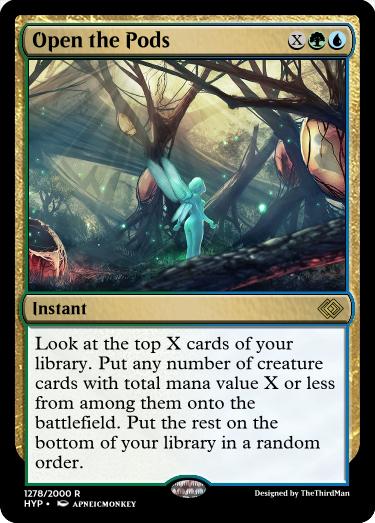 Open the Pods X
Instant
Look at the top X cards of your
library. Put any number of creature
cards with total mana value X or less
from among them onto the
battlefield. Put the rest on the
bottom of your library in a random
order.
1278/2000 R
HYP • APNEICMONKEY
Designed by TheThirdMan